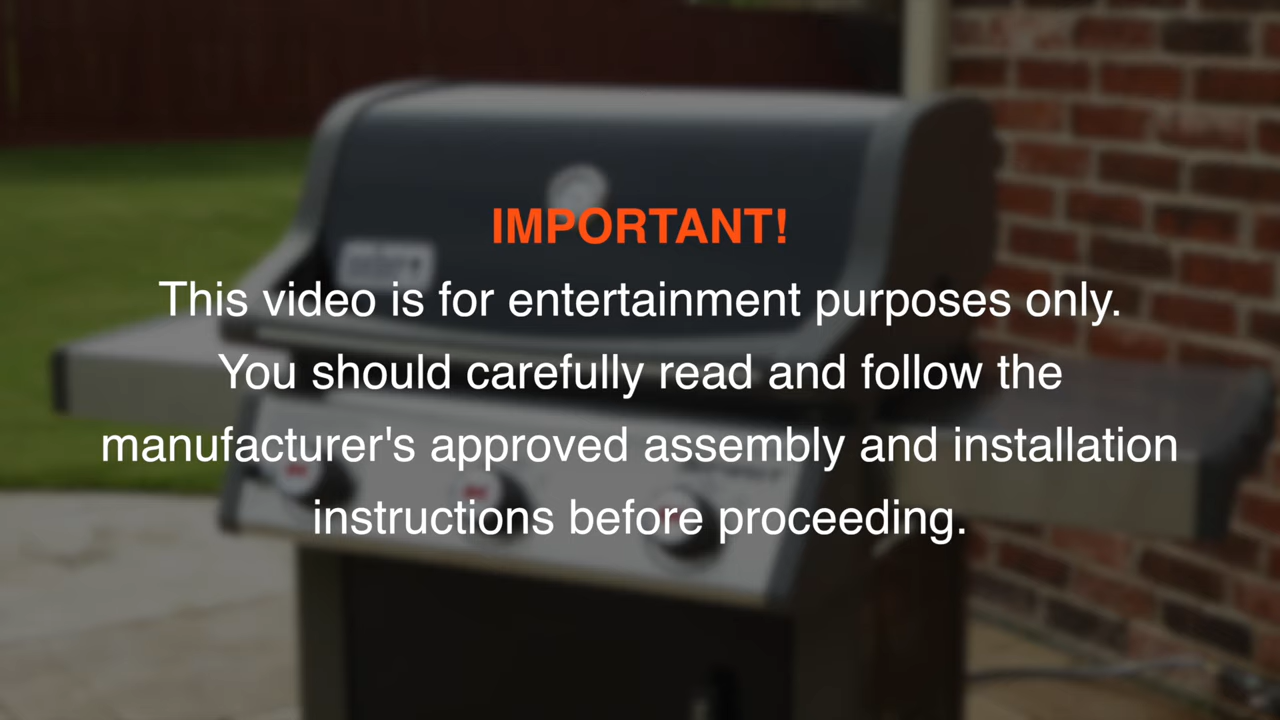 IMPORTANT!
This video is for entertainment purposes only.
You should carefully read and follow the
manufacturer's approved assembly and installation
instructions before proceeding.